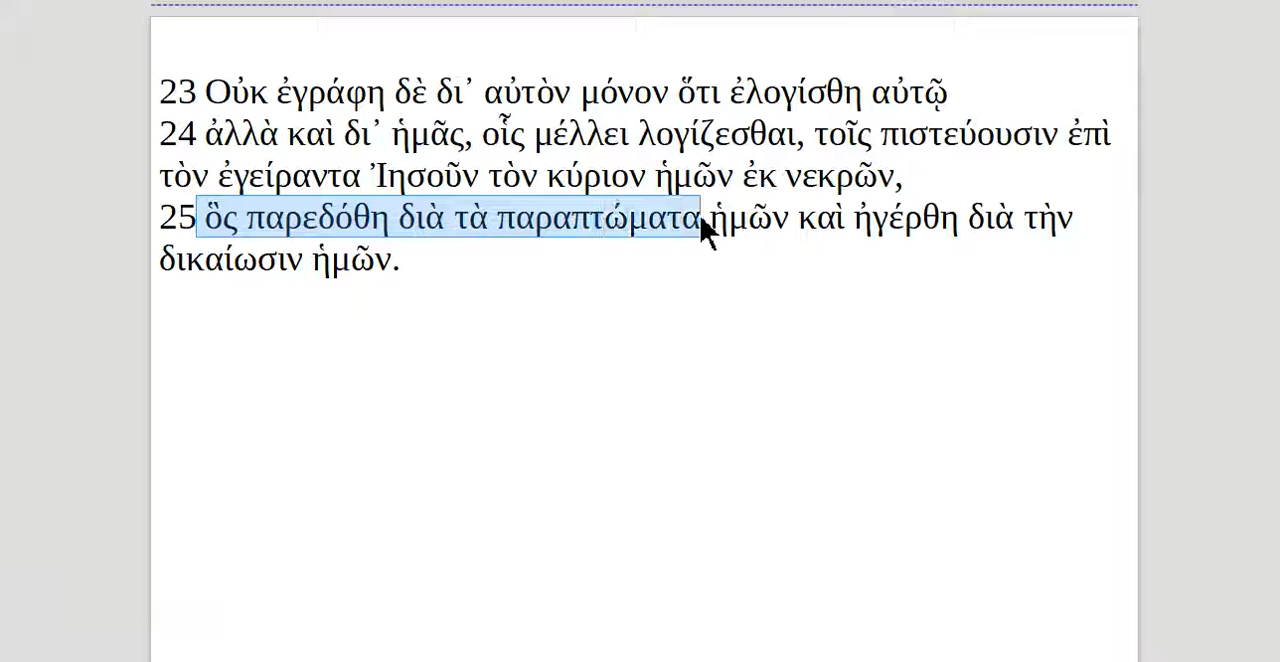 23 Οὐκ ἐγράφη δὲ δι᾽ αὐτὸν μόνον ὅτι ἐλογίσθη αὐτῷ
24 ἀλλὰ καὶ δι᾽ ἡμᾶς, οἷς μέλλει λογίζεσθαι, τοῖς πιστεύουσιν ἐπὶ
τὸν ἐγείραντα Ἰησοῦν τὸν κύριον ἡμῶν ἐκ νεκρῶν,
25 ὃς παρεδόθη διὰ τὰ παραπτώματα ἡμῶν καὶ ἠγέρθη διὰ τὴν
δικαίωσιν ἡμῶν.